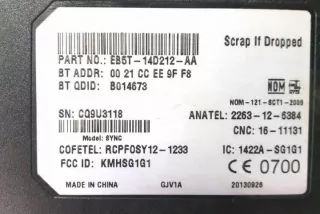 Scrap If Dropped
PART NO.: EB5T-14D212-AA
BT ADDR: 00 21 CC EE 9F F8
BT QDID: B014673
NOM
NOM-121-SCT1-2009
SN: CQ9U3118
ANATEL: 2263-12-6384
Model: SYNC
CNC: 16-11131
COFETEL: RCPFOSY12-1233
IC: 1422A-SG1G1
FCC ID: KMHSG1G1
CE 0700
Made IN CHINA
GJV1A
20130926